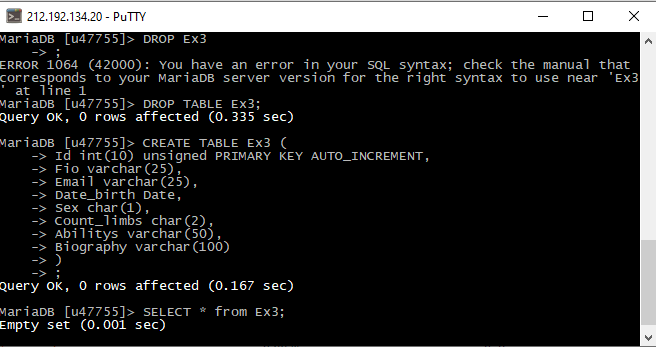 212.192.134.20 - PuTTY
MariaDB [u47755]> DROP Ex3
    -> ;
ERROR 1064 (42000): You have an error in your SQL syntax; check the manual that
corresponds to your MariaDB server version for the right syntax to use near 'Ex3
' at line 1
MariaDB [u47755]> DROP TABLE Ex3;
Query OK, 0 rows affected (0.335 sec)
MariaDB [u47755]> CREATE TABLE Ex3 (
    -> Id int(10) unsigned PRIMARY KEY AUTO_INCREMENT,
    -> Fio varchar(25),
    -> Email varchar(25),
    -> Date_birth Date,
    -> Sex char(1),
    -> Count_limbs char(2),
    -> Abilitys varchar(50),
    -> Biography varchar(100)
    -> )
    -> ;
Query OK, 0 rows affected (0.167 sec)
MariaDB [u47755]> SELECT * from Ex3;
Empty set (0.001 sec)